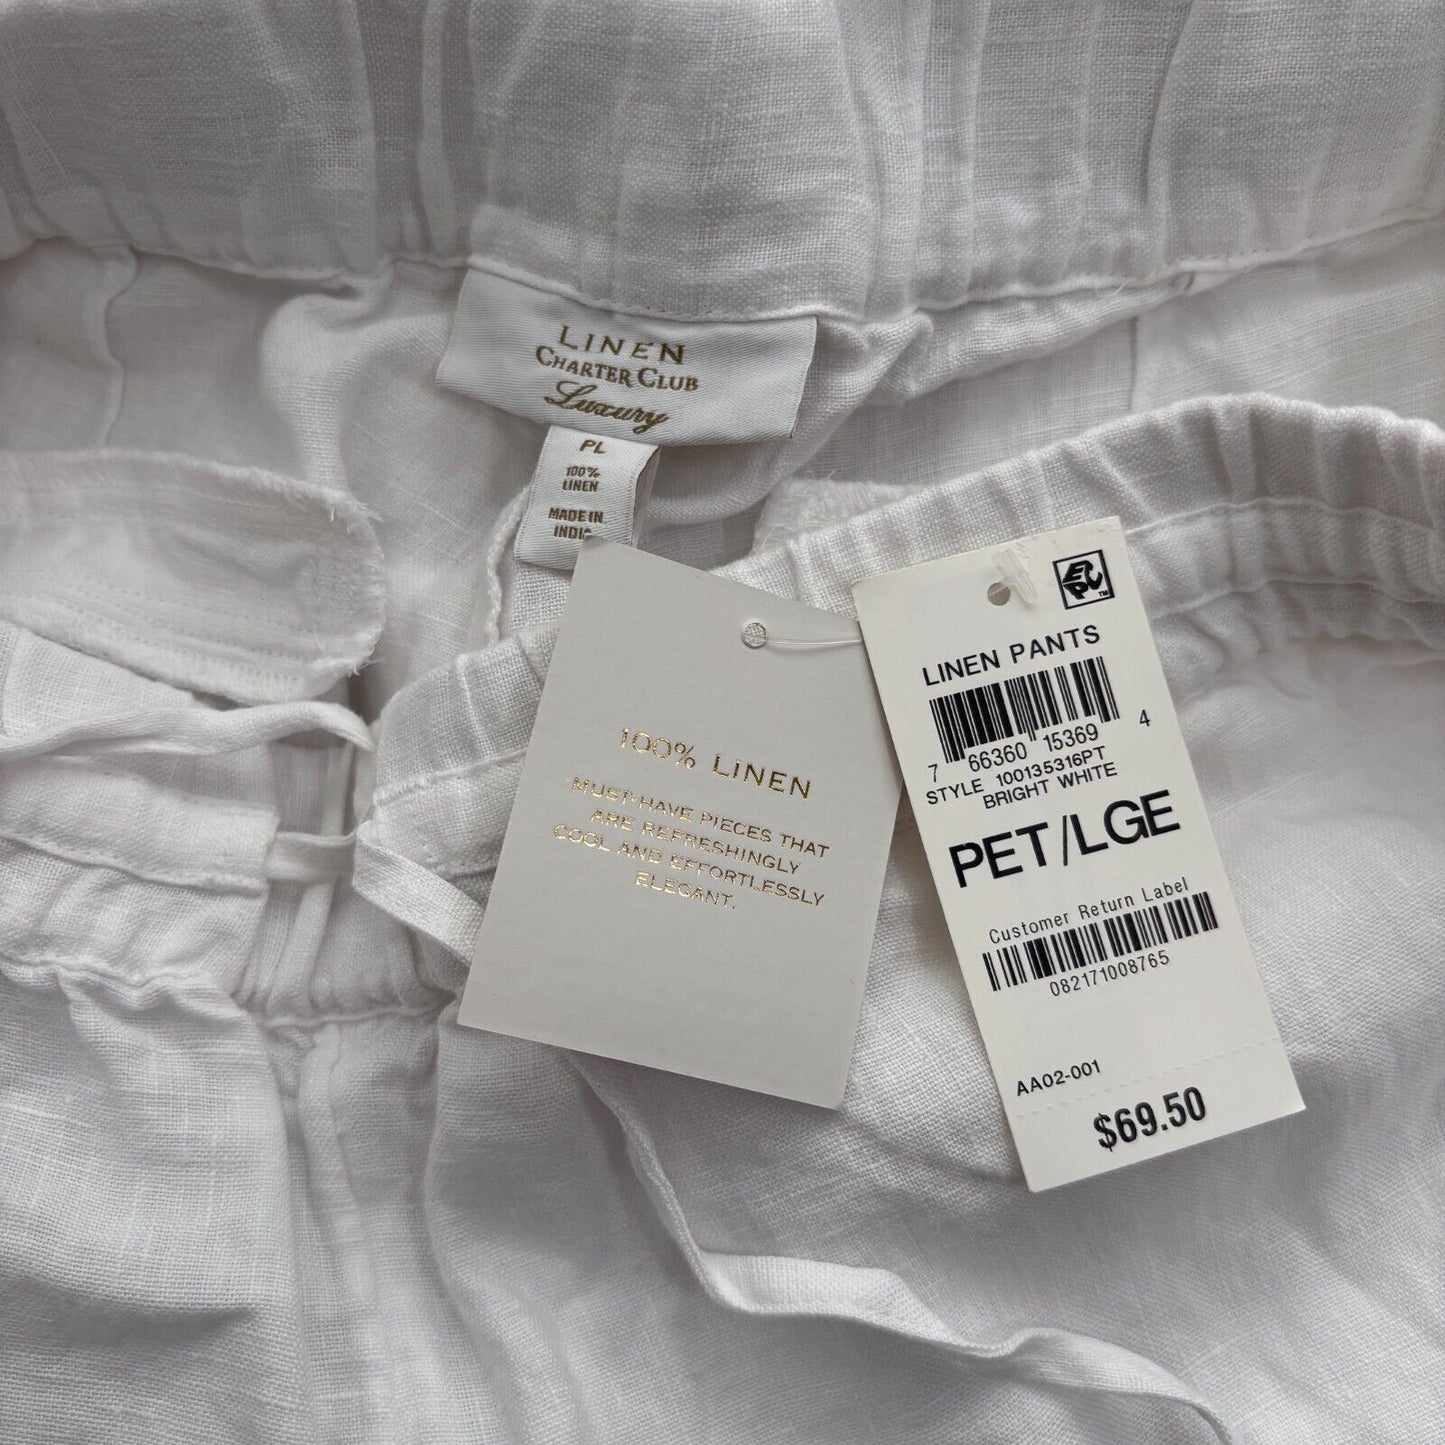 LINEN
CHARTER CLUB
Luxury
PL
100%
LINEN
MADE IN
INDIA
100% LINEN
MUST-HAVE PIECES THAT
ARE REFRESHINGLY
COOL AND EFFORTLESSLY
ELEGANT.
EPC™
LINEN PANTS
7 66360 15369 4
STYLE 100135316PT
BRIGHT WHITE
PET/LGE
Customer Return Label
082171008765
AA02-001
$69.50